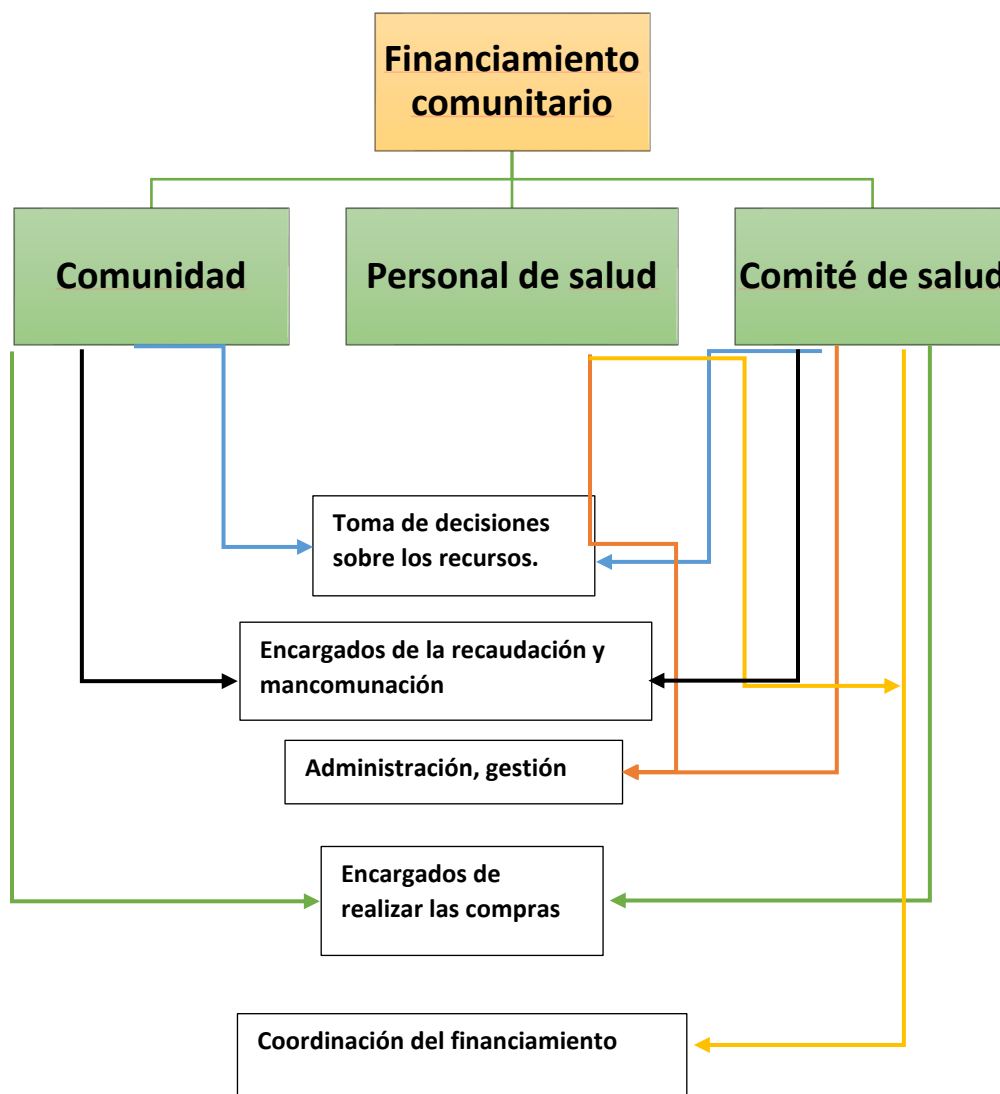 Financiamiento
comunitario
Comunidad
Personal de salud
Comité de salud
Toma de decisiones
sobre los recursos.
Encargados de la recaudación y
mancomunación
Administración, gestión
Encargados de
realizar las compras
Coordinación del financiamiento